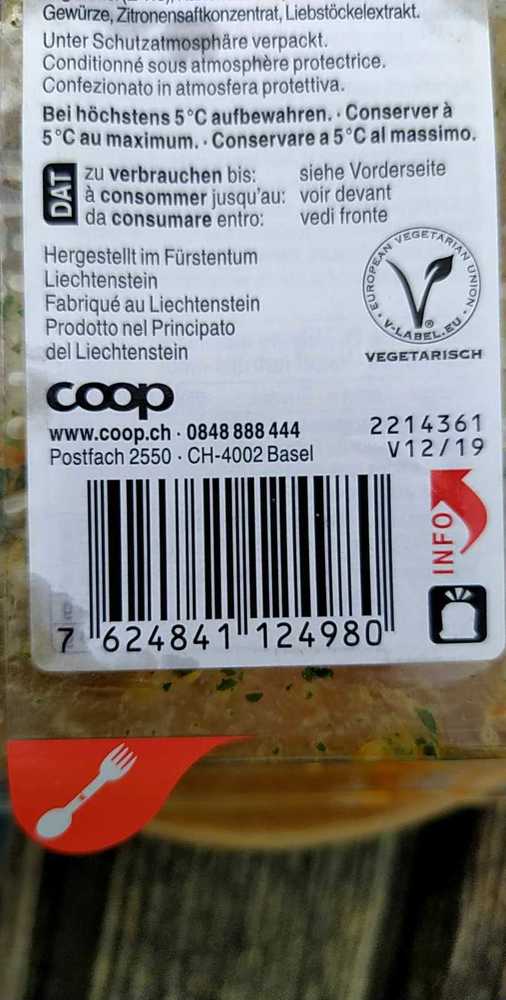 Gewürze, Zitronensaftkonzentrat, Liebstöckelextrakt.
Unter Schutzatmosphäre verpackt.
Conditionné sous atmosphère protectrice.
Confezionato in atmosfera protettiva.
Bei höchstens 5°C aufbewahren. · Conserver à
5°C au maximum. · Conservare a 5°C al massimo.
DAT
zu verbrauchen bis: siehe Vorderseite
à consommer jusqu'au: voir devant
da consumare entro: vedi fronte
Hergestellt im Fürstentum
Liechtenstein
Fabriqué au Liechtenstein
Prodotto nel Principato
del Liechtenstein
EUROPEAN VEGETARIAN UNION
V-LABEL.EU
VEGETARISCH
coop
www.coop.ch · 0848 888 444
Postfach 2550 · CH-4002 Basel
2214361
V12/19
INFO
7 624841 124980